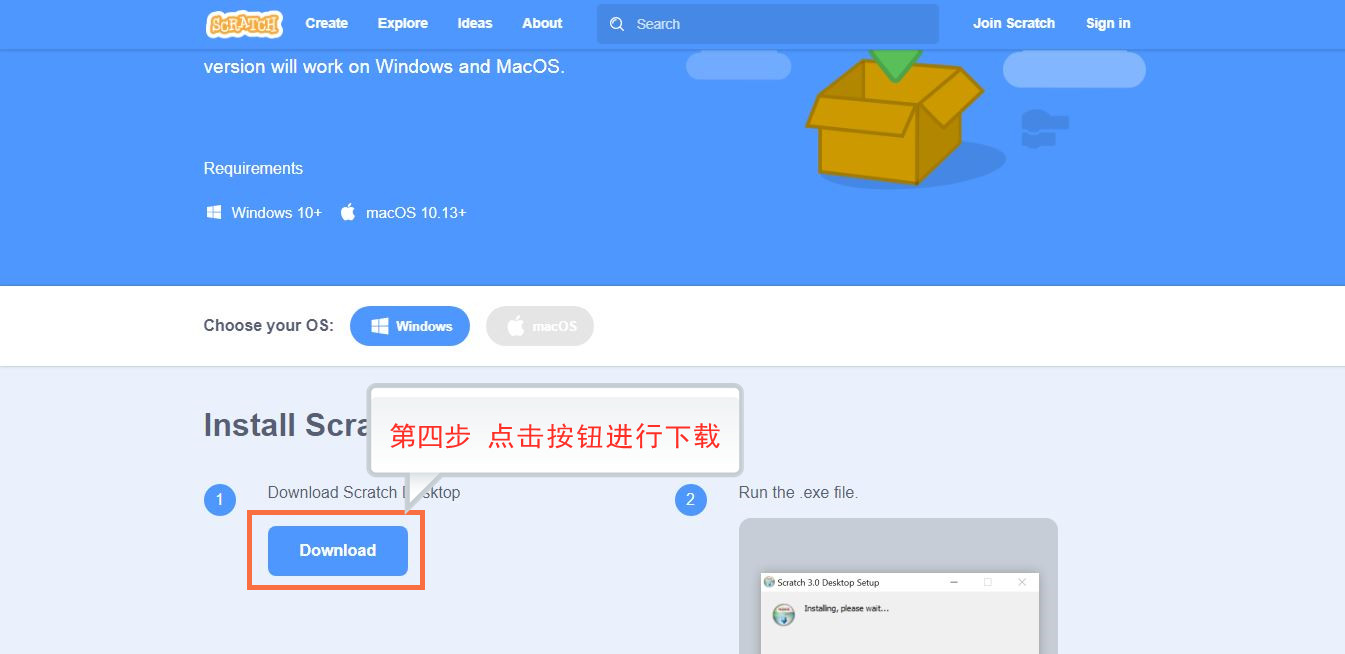 SCRATCH Create Explore Ideas About Search Join Scratch Sign in
version will work on Windows and MacOS.
Requirements
Windows 10+ macOS 10.13+
Choose your OS: Windows macOS
Install Scra
第四步 点击按钮进行下载
1 Download Scratch D sktop
2 Run the .exe file.
Download
Scratch 3.0 Desktop Setup
Installing, please wait...